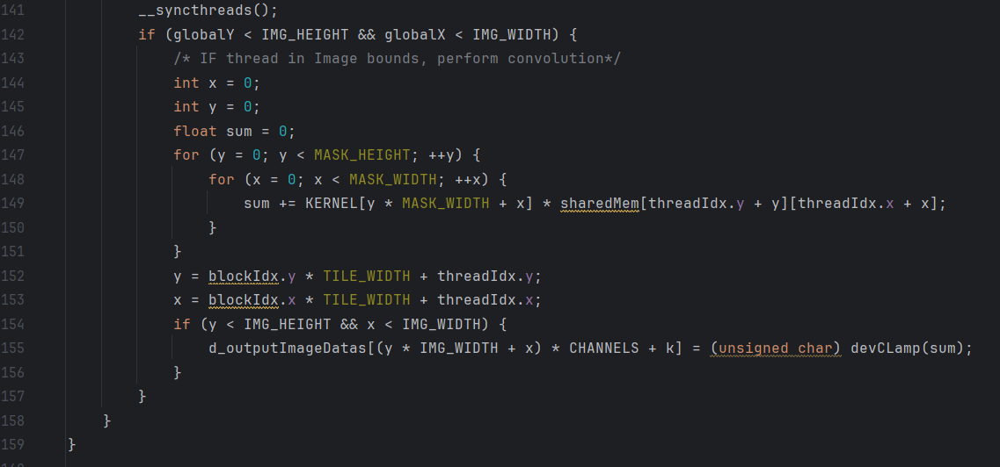 141 __syncthreads();
142 if (globalY < IMG_HEIGHT && globalX < IMG_WIDTH) {
143 /* IF thread in Image bounds, perform convolution*/
144 int x = 0;
145 int y = 0;
146 float sum = 0;
147 for (y = 0; y < MASK_HEIGHT; ++y) {
148 for (x = 0; x < MASK_WIDTH; ++x) {
149 sum += KERNEL[y * MASK_WIDTH + x] * sharedMem[threadIdx.y + y][threadIdx.x + x];
150 }
151 }
152 y = blockIdx.y * TILE_WIDTH + threadIdx.y;
153 x = blockIdx.x * TILE_WIDTH + threadIdx.x;
154 if (y < IMG_HEIGHT && x < IMG_WIDTH) {
155 d_outputImageDatas[(y * IMG_WIDTH + x) * CHANNELS + k] = (unsigned char) devCLamp(sum);
156 }
157 }
158 }
159 }